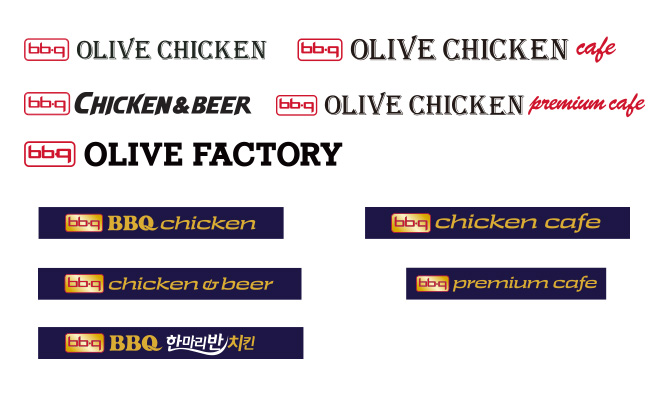 bb·q OLIVE CHICKEN
bb·q OLIVE CHICKEN cafe
bb·q CHICKEN & BEER
bb·q OLIVE CHICKEN premium cafe
bb·q OLIVE FACTORY
bb·q BBQ chicken
bb·q chicken cafe
bb·q chicken & beer
bb·q premium cafe
bb·q BBQ 한마리반치킨